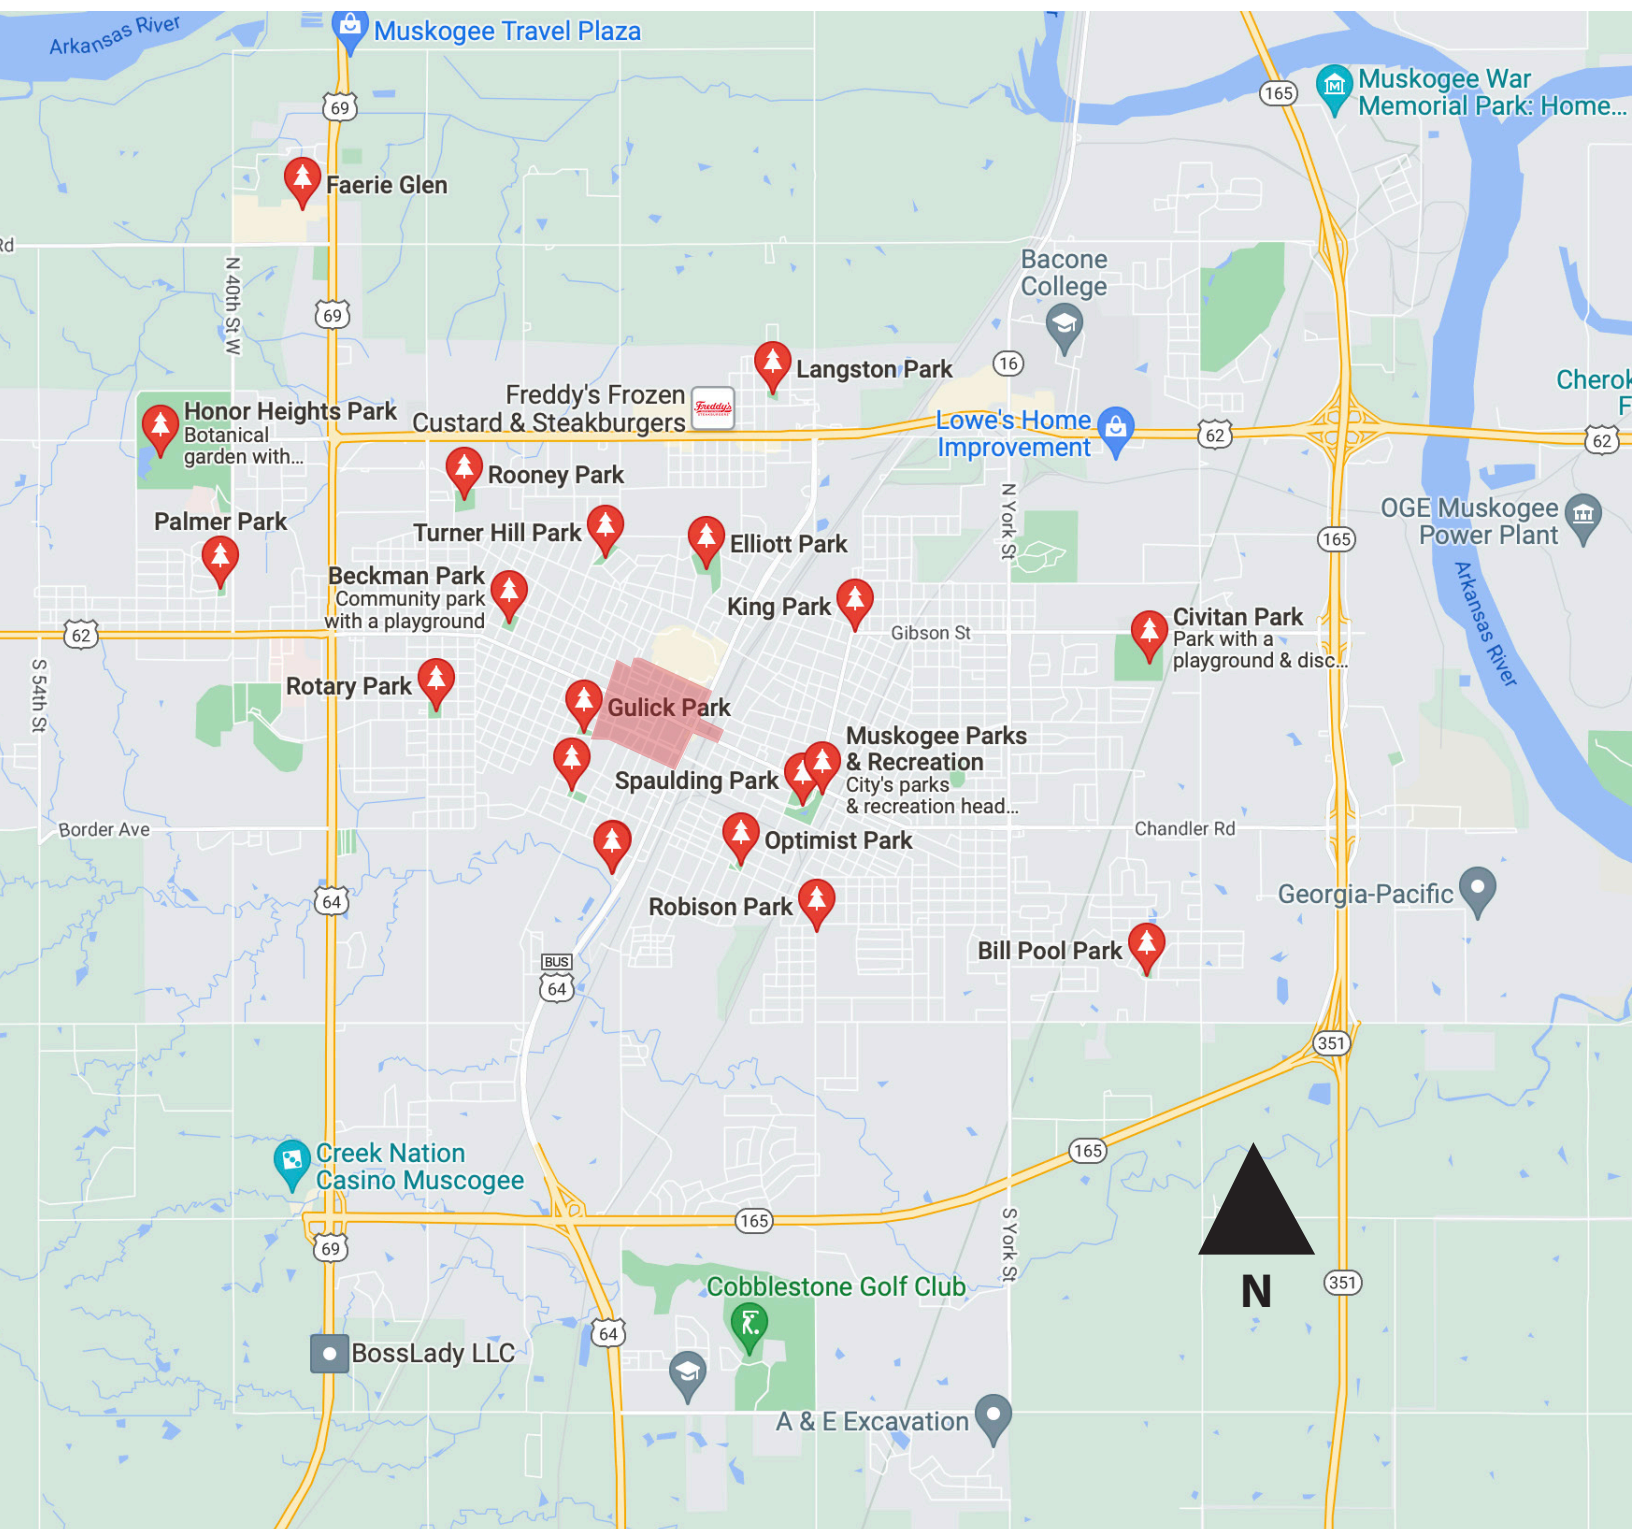 Arkansas River
Muskogee Travel Plaza
69
165
Muskogee War
Memorial Park: Home...
Faerie Glen
Rd
N 40th St W
69
Bacone
College
16
Langston Park
Freddy's Frozen
Custard & Steakburgers
Freddy's
Cherok
F
Honor Heights Park
Botanical
garden with...
Lowe's Home
Improvement
62
62
Rooney Park
N York St
OGE Muskogee
Power Plant
Palmer Park
Turner Hill Park
Elliott Park
165
Beckman Park
Community park
with a playground
King Park
Gibson St
Civitan Park
Park with a
playground & disc...
Arkansas River
62
S 54th St
Rotary Park
Gulick Park
Muskogee Parks
& Recreation
City's parks
& recreation head...
Spaulding Park
Border Ave
Optimist Park
Chandler Rd
64
Robison Park
Georgia-Pacific
Bill Pool Park
BUS
64
351
Creek Nation
Casino Muscogee
165
165
69
S York St
N
351
Cobblestone Golf Club
64
BossLady LLC
A & E Excavation